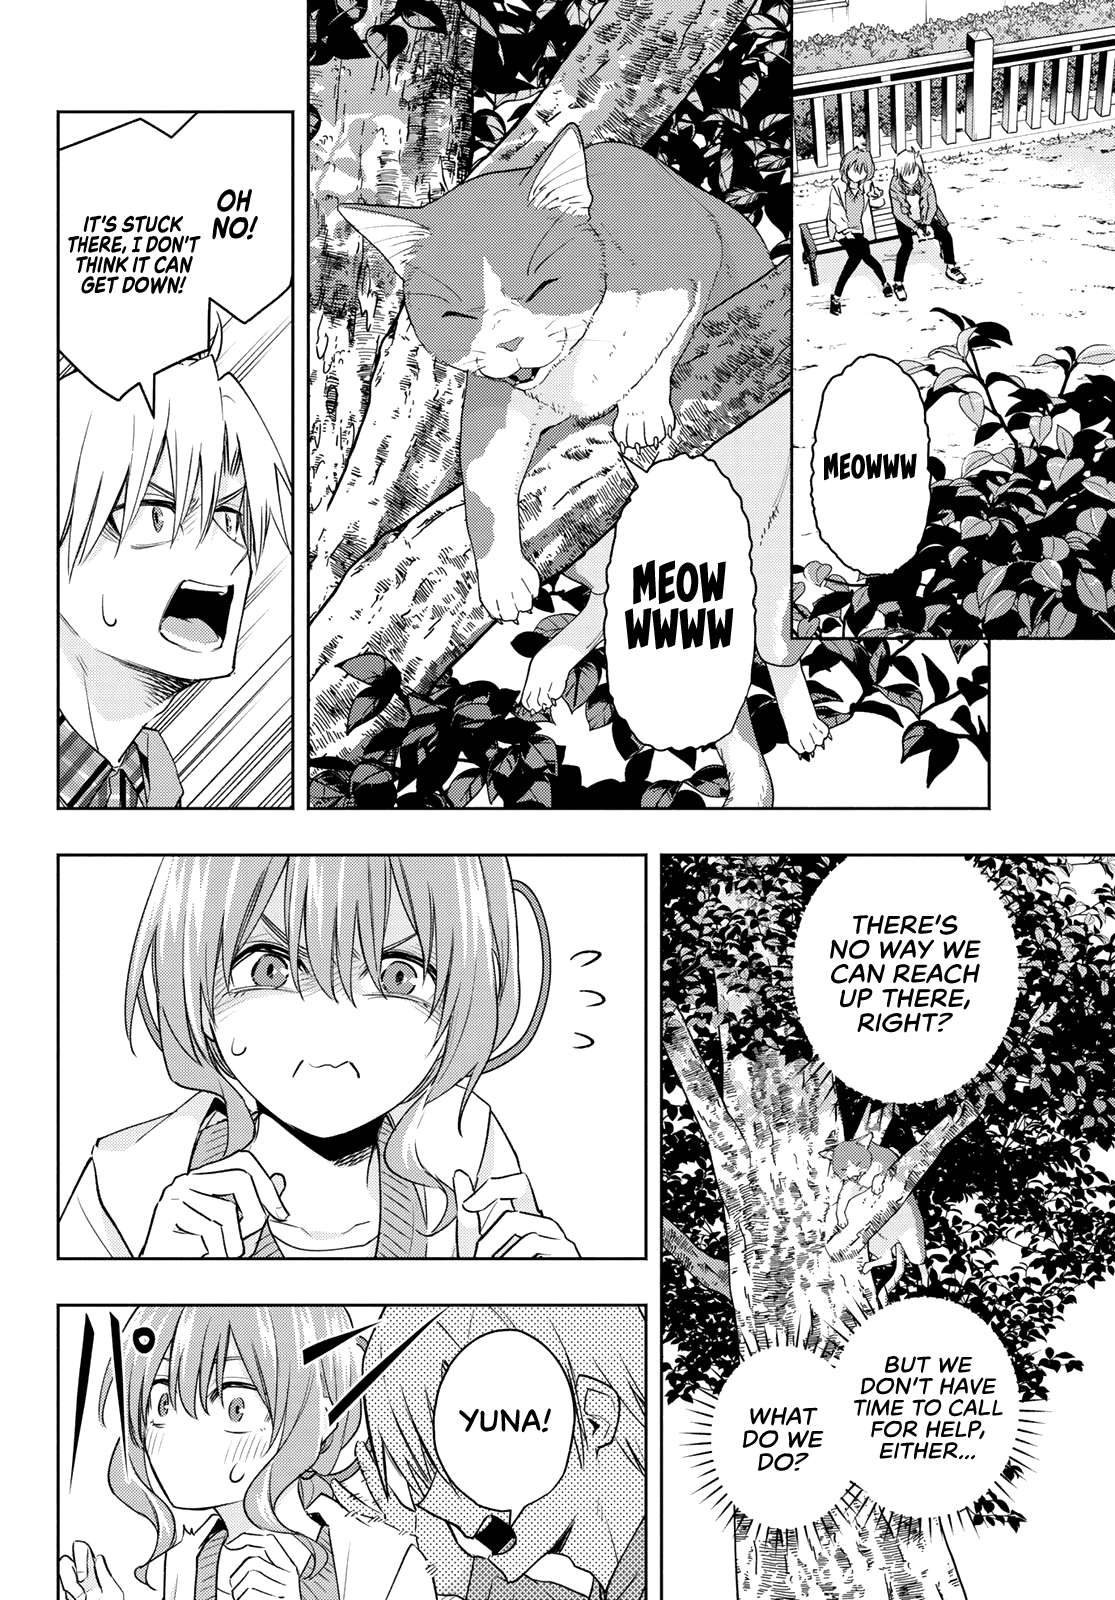 MEOWWW
MEOW
WWWW
OH
NO!
IT'S STUCK
THERE, I DON'T
THINK IT CAN
GET DOWN!
THERE'S
NO WAY WE
CAN REACH
UP THERE,
RIGHT?
BUT WE
DON'T HAVE
TIME TO CALL
FOR HELP,
EITHER...
WHAT
DO WE
DO?
YUNA!